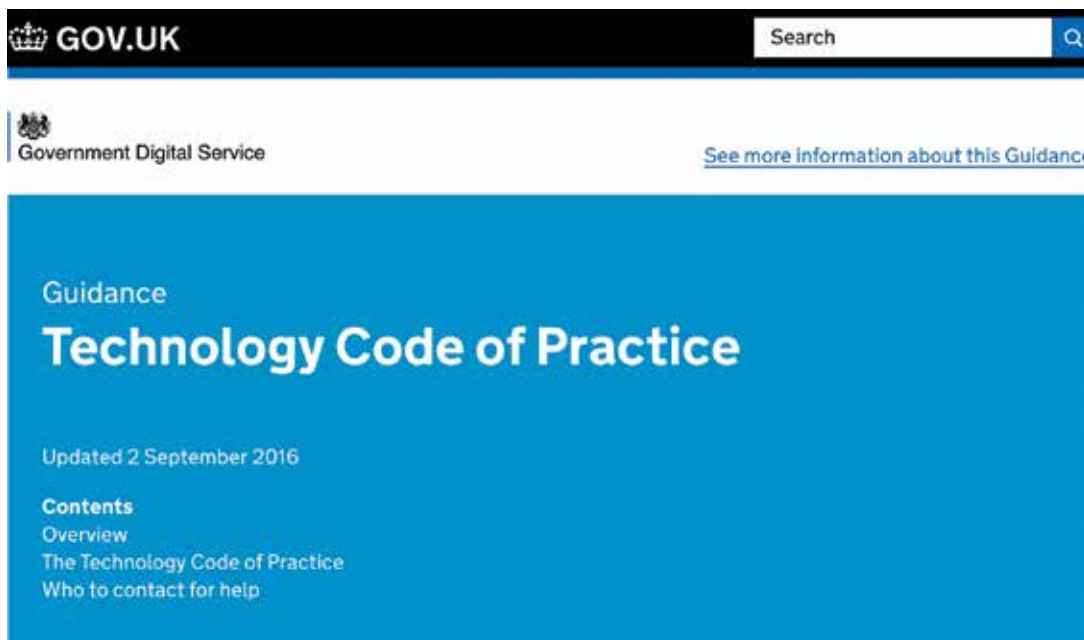 GOV.UK
Search
Government Digital Service
See more information about this Guidance
Guidance
Technology Code of Practice
Updated 2 September 2016
Contents
Overview
The Technology Code of Practice
Who to contact for help